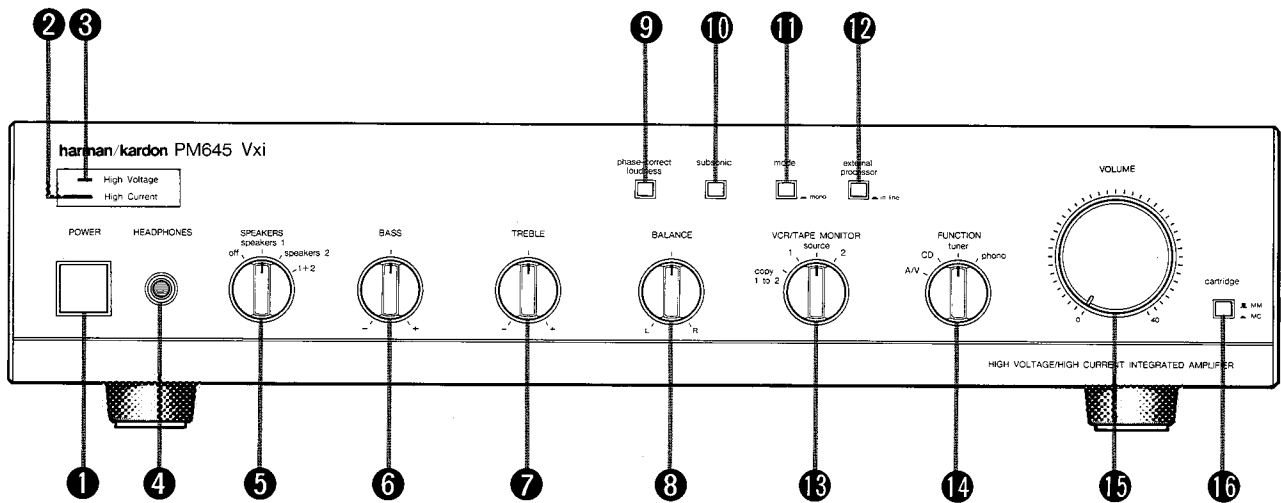 2 3 9 10 11 12
harman/kardon PM645 Vxi
High Voltage
High Current
phase-correct
loudness
subsonic
mode
mono
external
processor
in line
VOLUME
0 40
POWER
HEADPHONES
SPEAKERS
speakers 1
off speakers 2
1+2
BASS
− +
TREBLE
− +
BALANCE
L R
VCR/TAPE MONITOR
source
1 2
copy
1 to 2
FUNCTION
tuner
CD phono
A/V
cartridge
MM
MC
HIGH VOLTAGE/HIGH CURRENT INTEGRATED AMPLIFIER
1 4 5 6 7 8 13 14 15 16